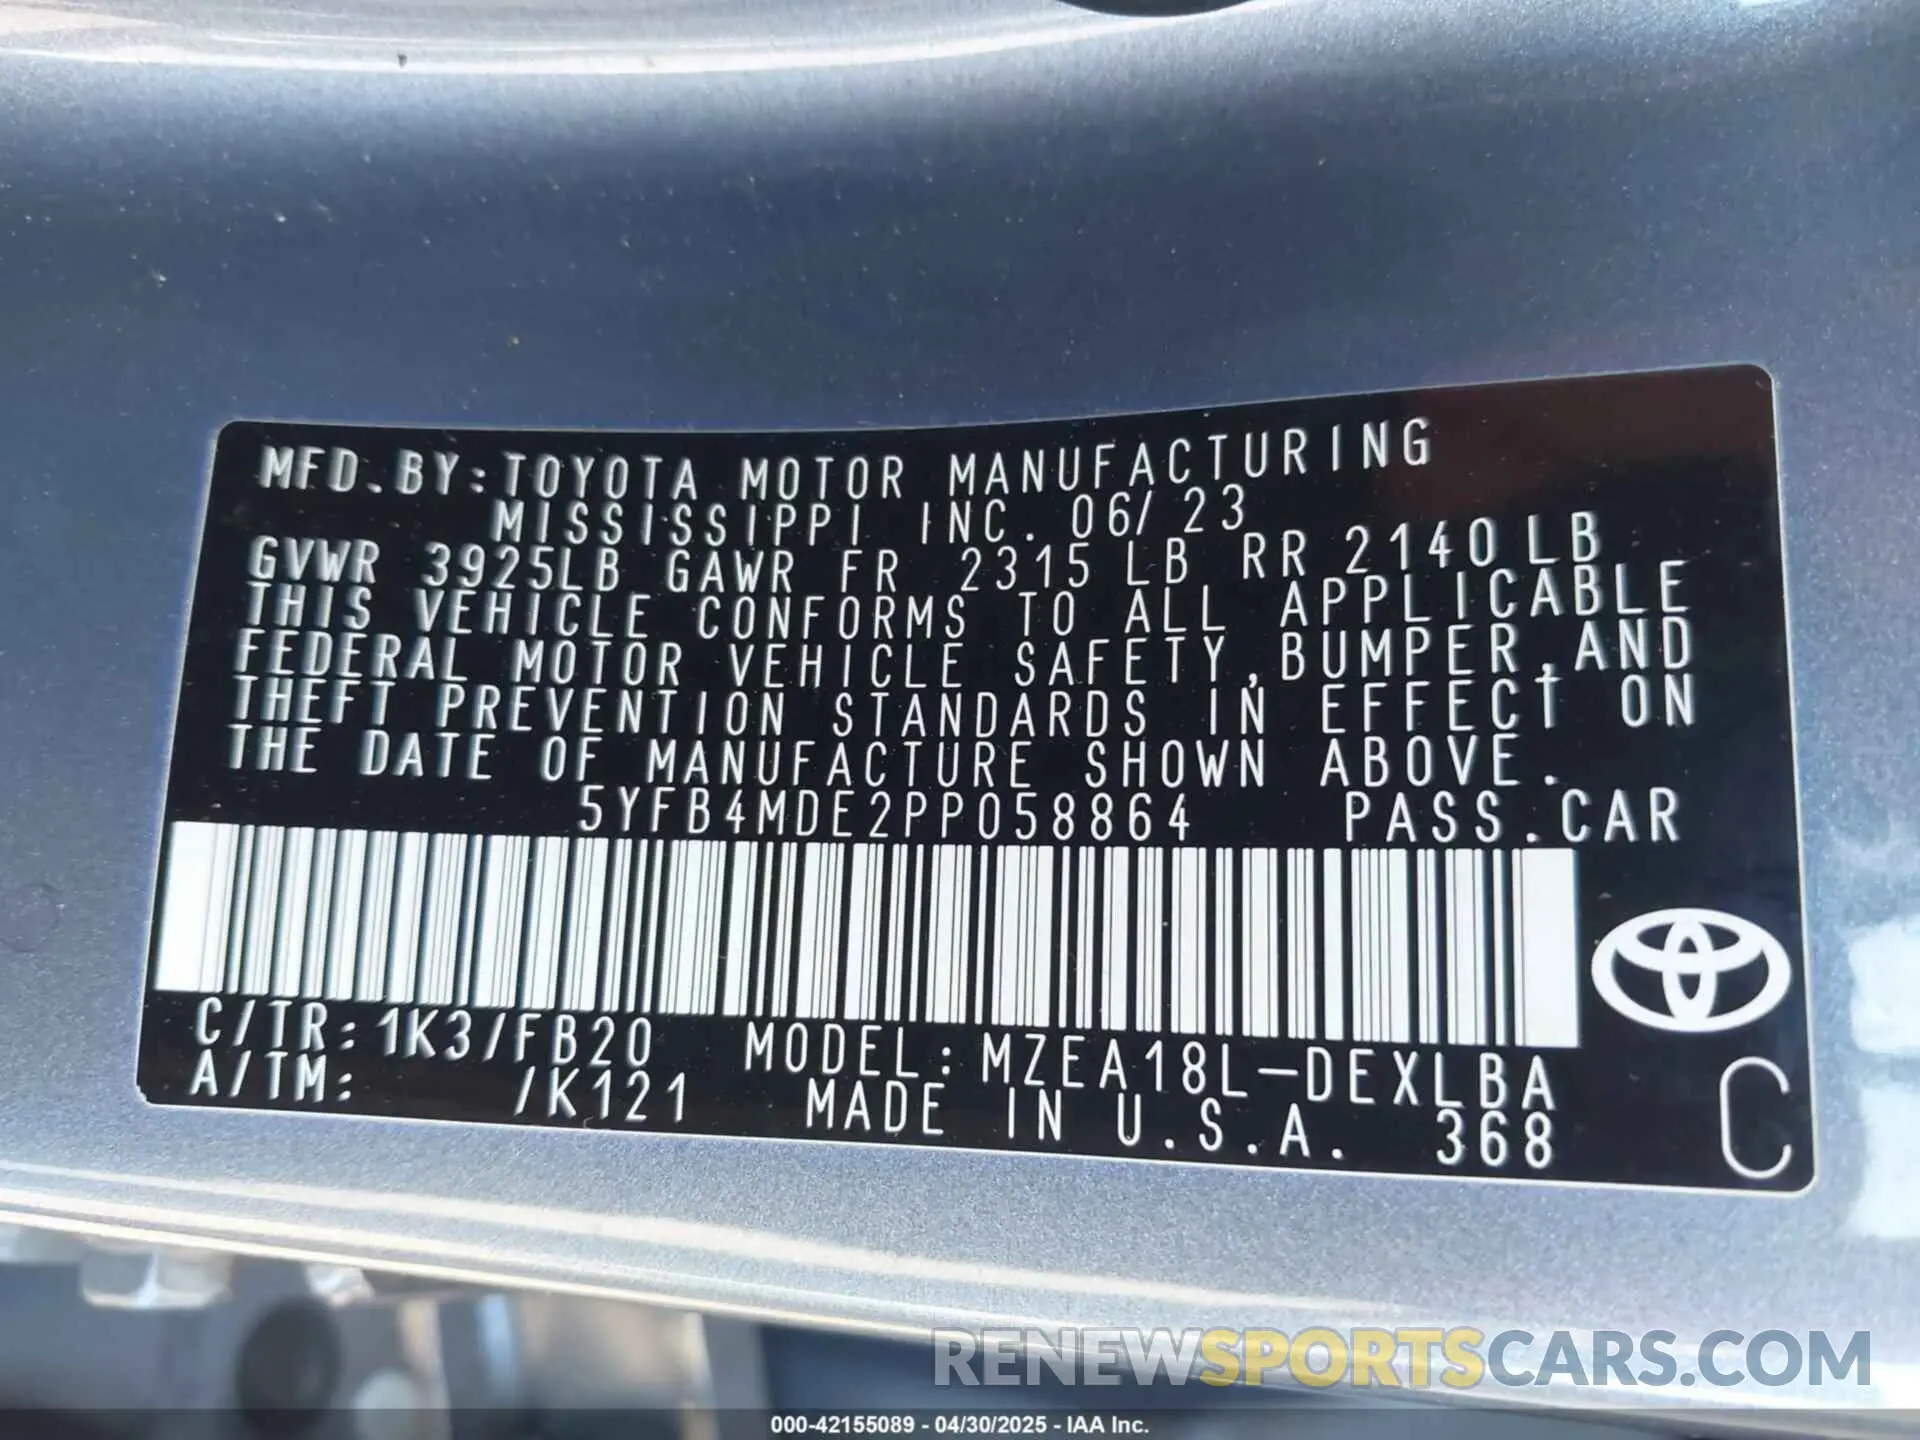 MFD.BY:TOYOTA MOTOR MANUFACTURING
MISSISSIPPI INC. 06/23
GVWR 3925LB GAWR FR 2315 LB RR 2140LB
THIS VEHICLE CONFORMS TO ALL APPLICABLE
FEDERAL MOTOR VEHICLE SAFETY,BUMPER,AND
THEFT PREVENTION STANDARDS IN EFFECT ON
THE DATE OF MANUFACTURE SHOWN ABOVE.
5YFB4MDE2PP058864 PASS.CAR
C/TR:1K3/FB20 MODEL:MZEA18L-DEXLBA
A/TM: /K121 MADE IN U.S.A. 368
C
RENEWSPORTSCARS.COM
000-42155089 - 04/30/2025 - IAA Inc.